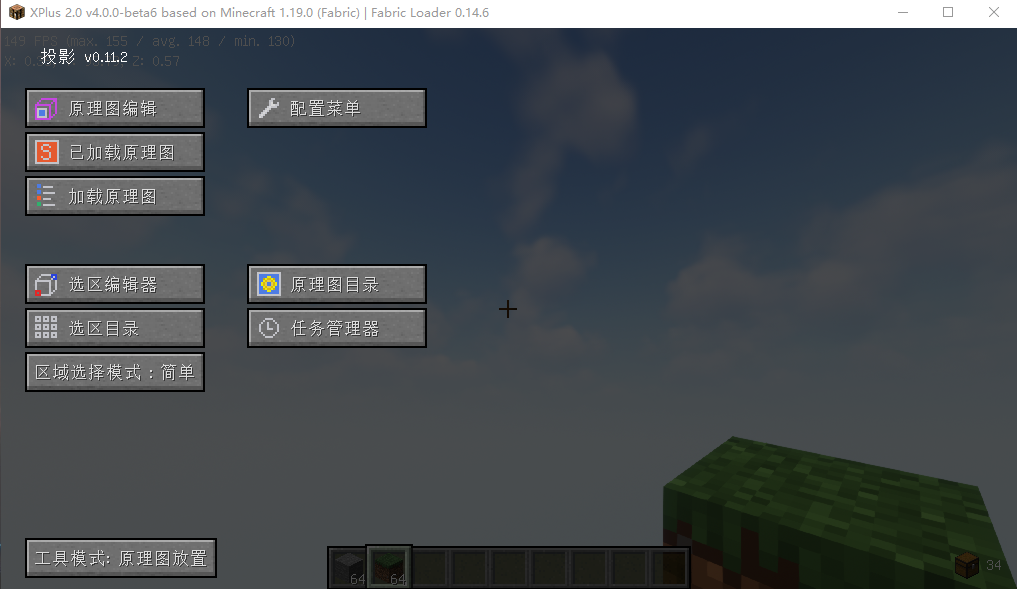 XPlus 2.0 v4.0.0-beta6 based on Minecraft 1.19.0 (Fabric) | Fabric Loader 0.14.6
149 FPS (max. 155 / avg. 148 / min. 130)
投影 v0.11.2
Z: 0.57
原理图编辑
配置菜单
已加载原理图
加载原理图
选区编辑器
原理图目录
选区目录
任务管理器
区域选择模式：简单
工具模式: 原理图放置
64
64
34